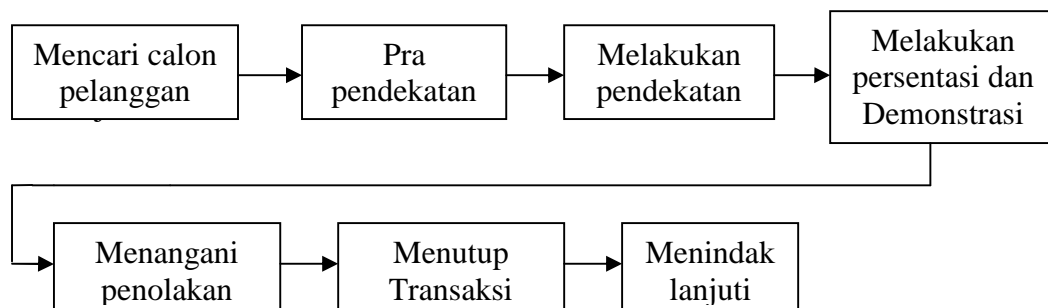 Mencari calon
pelanggan
Pra
pendekatan
Melakukan
pendekatan
Melakukan
persentasi dan
Demonstrasi
Menangani
penolakan
Menutup
Transaksi
Menindak
lanjuti